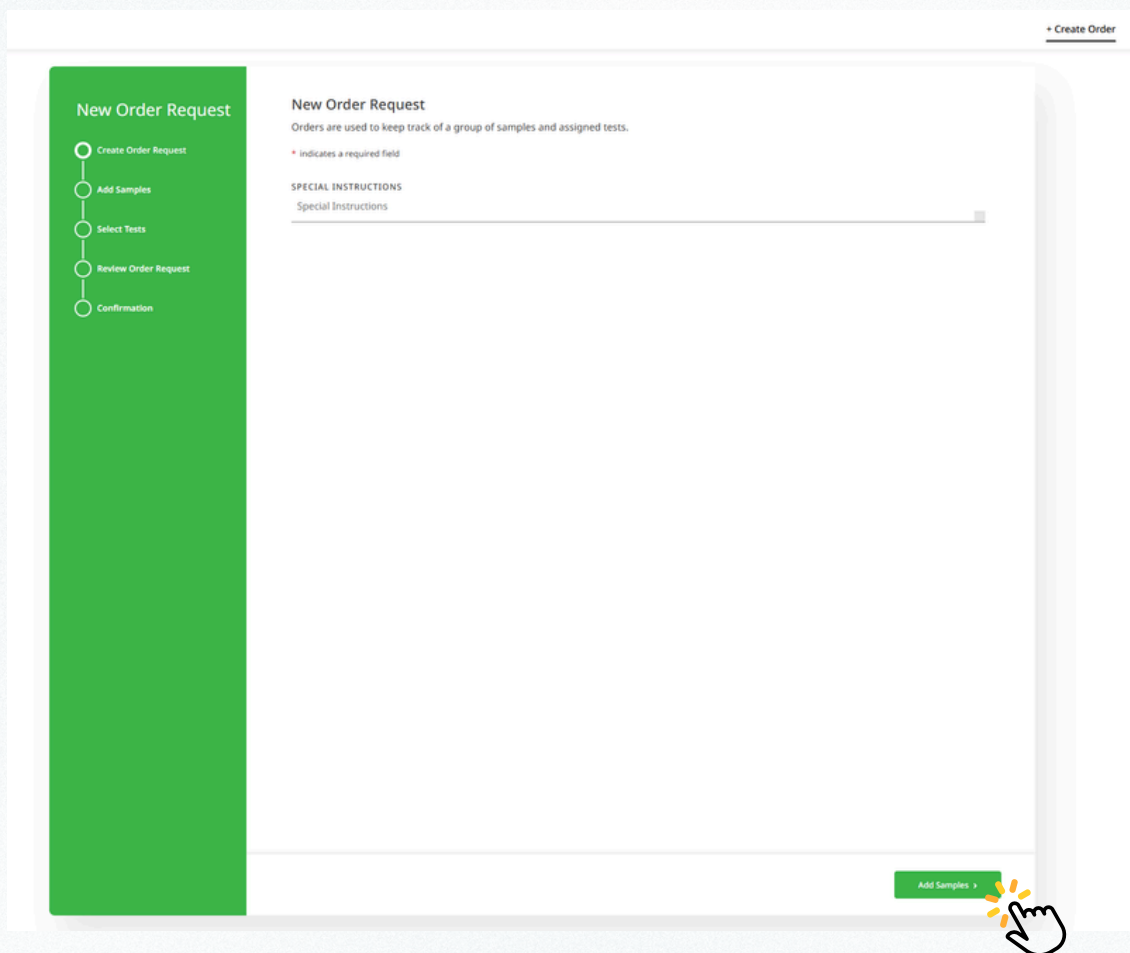 + Create Order
New Order Request
Create Order Request
Add Samples
Select Tests
Review Order Request
Confirmation
New Order Request
Orders are used to keep track of a group of samples and assigned tests.
* indicates a required field
SPECIAL INSTRUCTIONS
Special Instructions
Add Samples ›